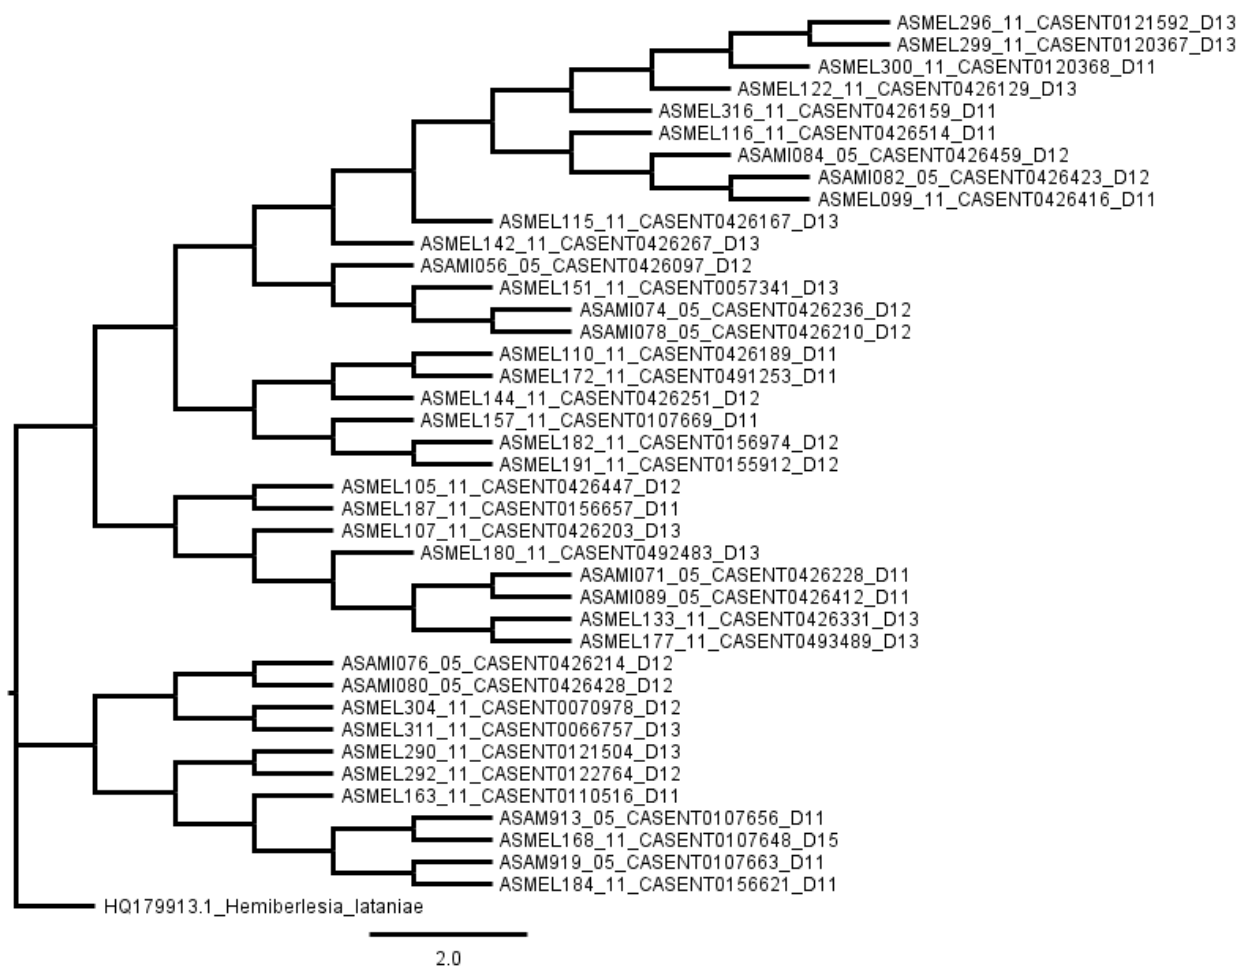 ASMEL296_11_CASENT0121592_D13
ASMEL299_11_CASENT0120367_D13
ASMEL300_11_CASENT0120368_D11
ASMEL122_11_CASENT0426129_D13
ASMEL316_11_CASENT0426159_D11
ASMEL116_11_CASENT0426514_D11
ASAMI084_05_CASENT0426459_D12
ASAMI082_05_CASENT0426423_D12
ASMEL099_11_CASENT0426416_D11
ASMEL115_11_CASENT0426167_D13
ASMEL142_11_CASENT0426267_D13
ASAMI056_05_CASENT0426097_D12
ASMEL151_11_CASENT0057341_D13
ASAMI074_05_CASENT0426236_D12
ASAMI078_05_CASENT0426210_D12
ASMEL110_11_CASENT0426189_D11
ASMEL172_11_CASENT0491253_D11
ASMEL144_11_CASENT0426251_D12
ASMEL157_11_CASENT0107669_D11
ASMEL182_11_CASENT0156974_D12
ASMEL191_11_CASENT0155912_D12
ASMEL105_11_CASENT0426447_D12
ASMEL187_11_CASENT0156657_D11
ASMEL107_11_CASENT0426203_D13
ASMEL180_11_CASENT0492483_D13
ASAMI071_05_CASENT0426228_D11
ASAMI089_05_CASENT0426412_D11
ASMEL133_11_CASENT0426331_D13
ASMEL177_11_CASENT0493489_D13
ASAMI076_05_CASENT0426214_D12
ASAMI080_05_CASENT0426428_D12
ASMEL304_11_CASENT0070978_D12
ASMEL311_11_CASENT0066757_D13
ASMEL290_11_CASENT0121504_D13
ASMEL292_11_CASENT0122764_D12
ASMEL163_11_CASENT0110516_D11
ASAM913_05_CASENT0107656_D11
ASMEL168_11_CASENT0107648_D15
ASAM919_05_CASENT0107663_D11
ASMEL184_11_CASENT0156621_D11
HQ179913.1_Hemiberlesia_lataniae
2.0